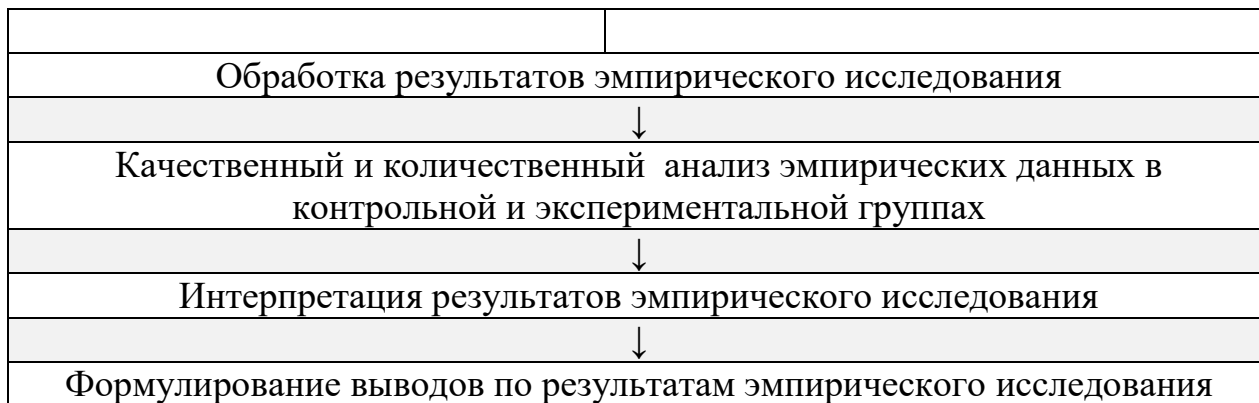 Обработка результатов эмпирического исследования
↓
Качественный и количественный анализ эмпирических данных в
контрольной и экспериментальной группах
↓
Интерпретация результатов эмпирического исследования
↓
Формулирование выводов по результатам эмпирического исследования